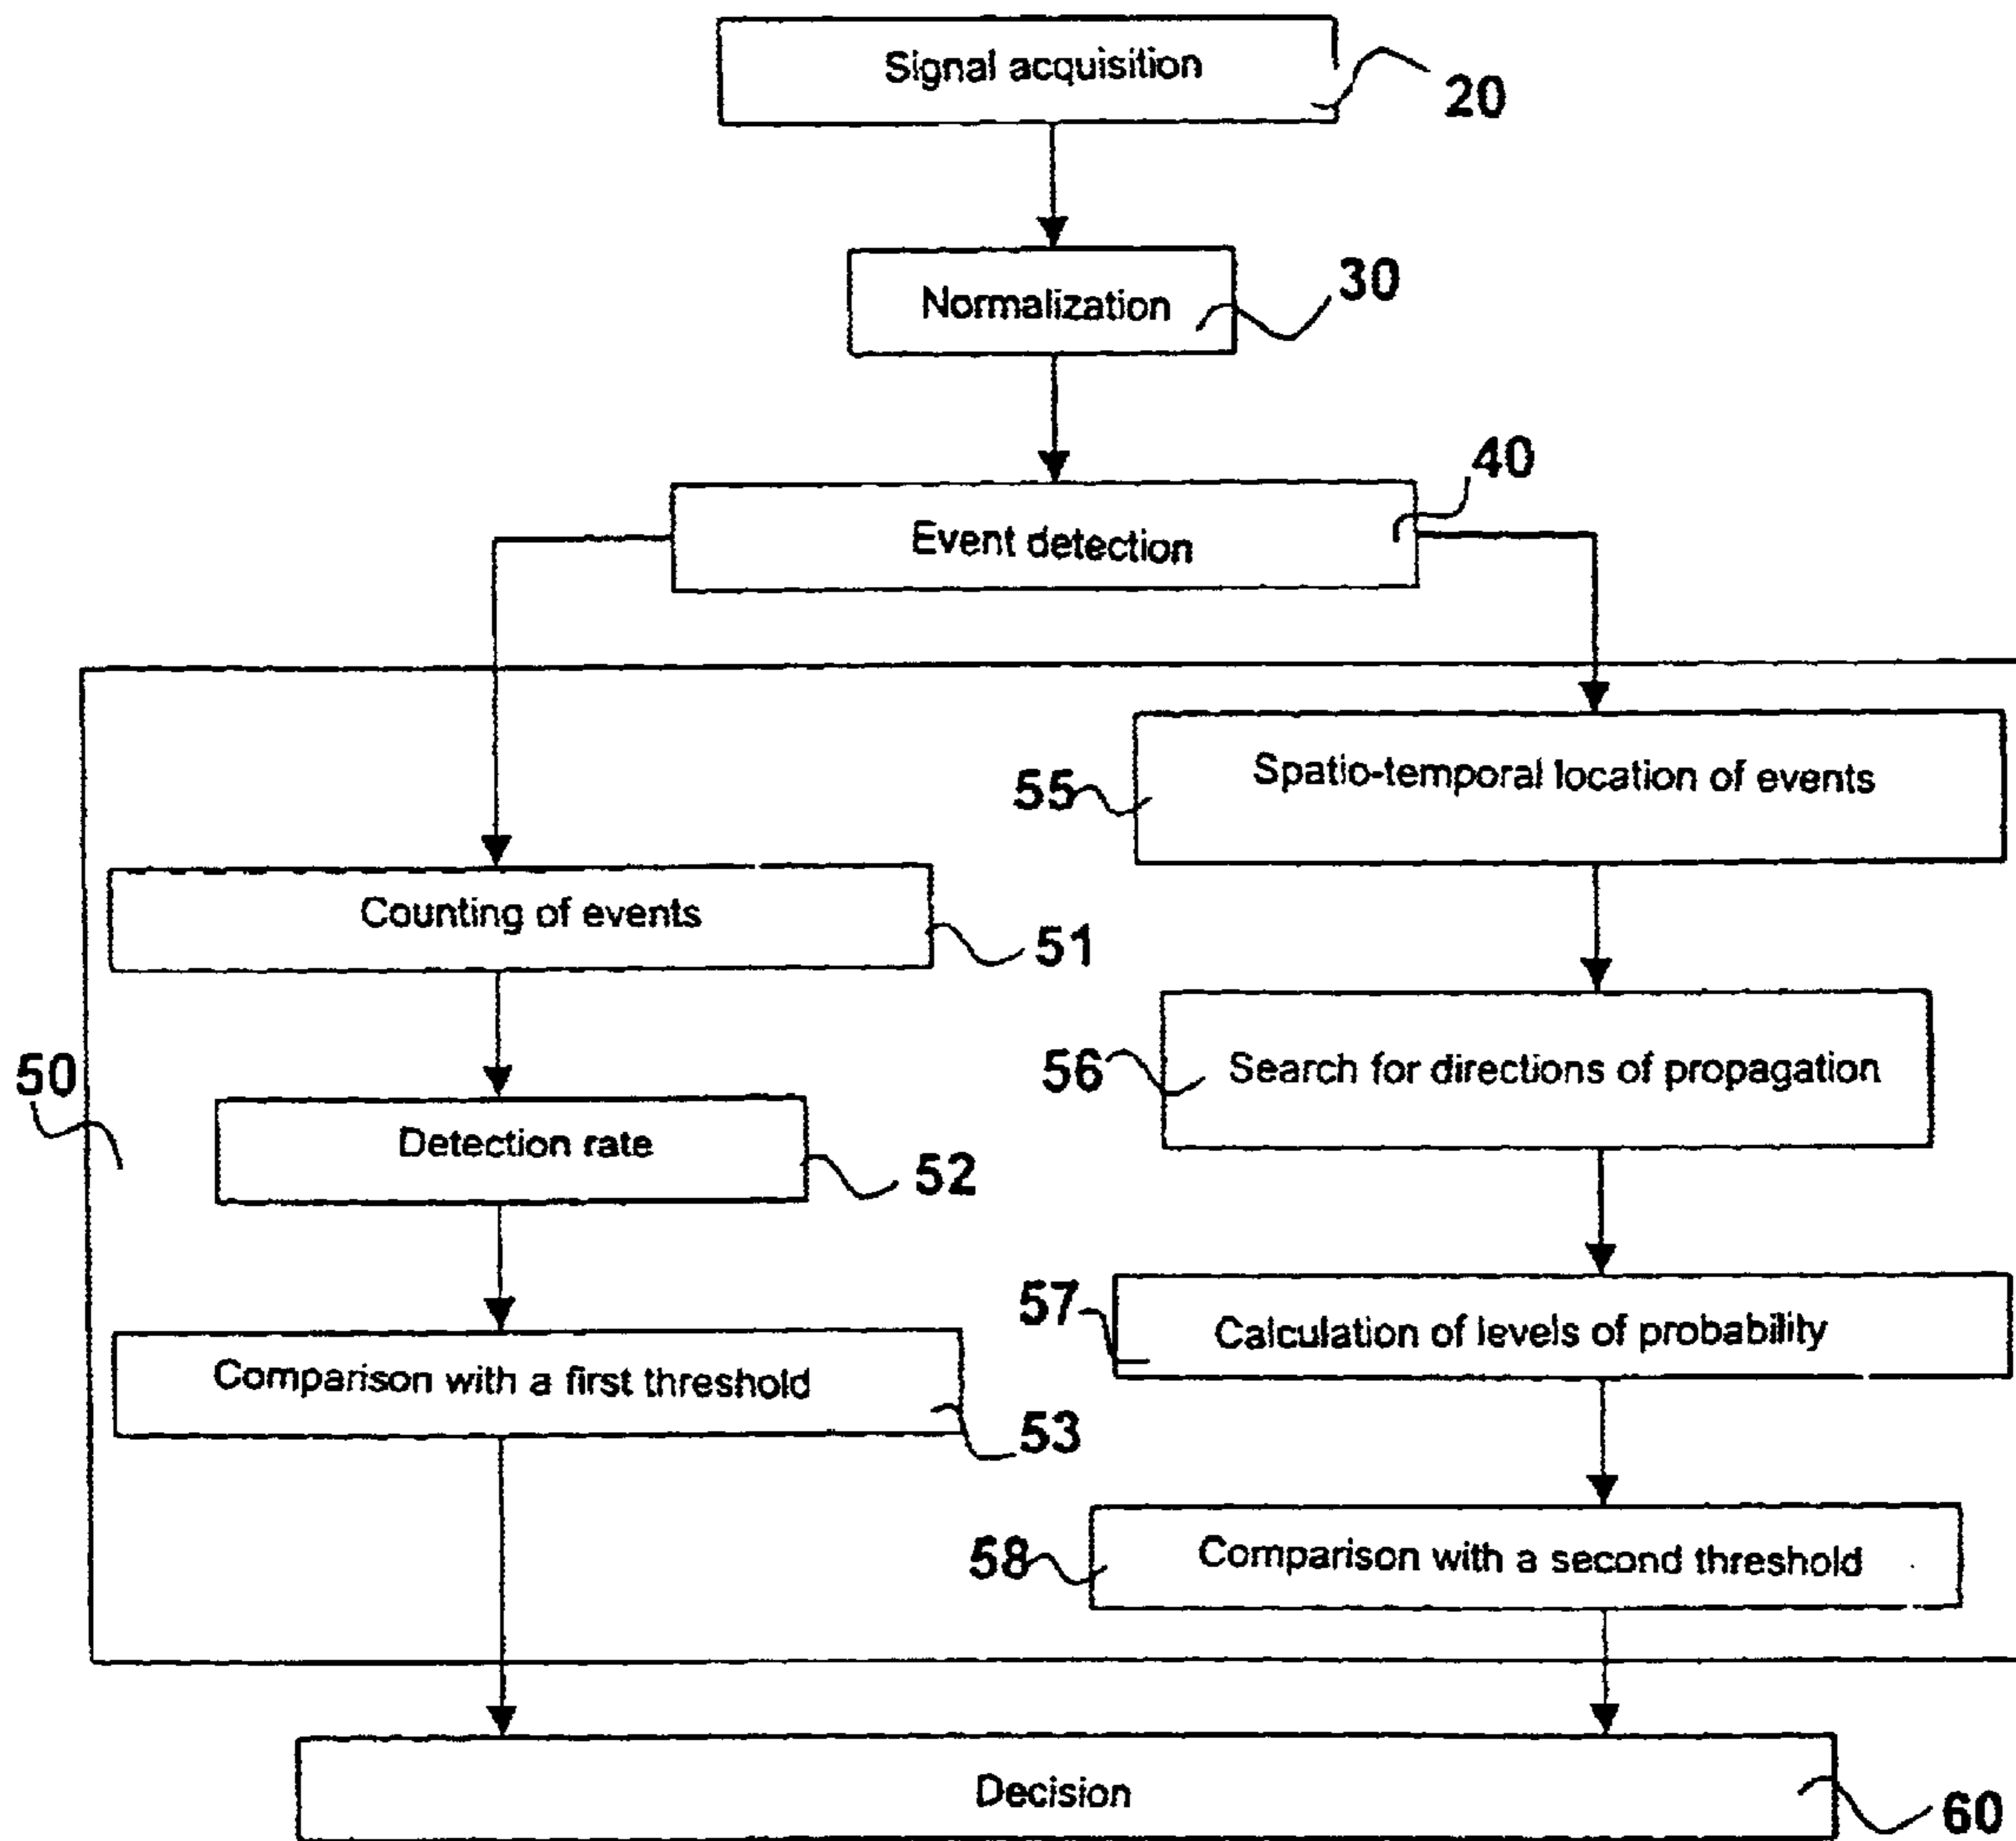 Signal acquisition
20
Normalization
30
Event detection
40
50
Counting of events
51
Detection rate
52
Comparison with a first threshold
53
55
Spatio-temporal location of events
56
Search for directions of propagation
57
Calculation of levels of probability
58
Comparison with a second threshold
Decision
60